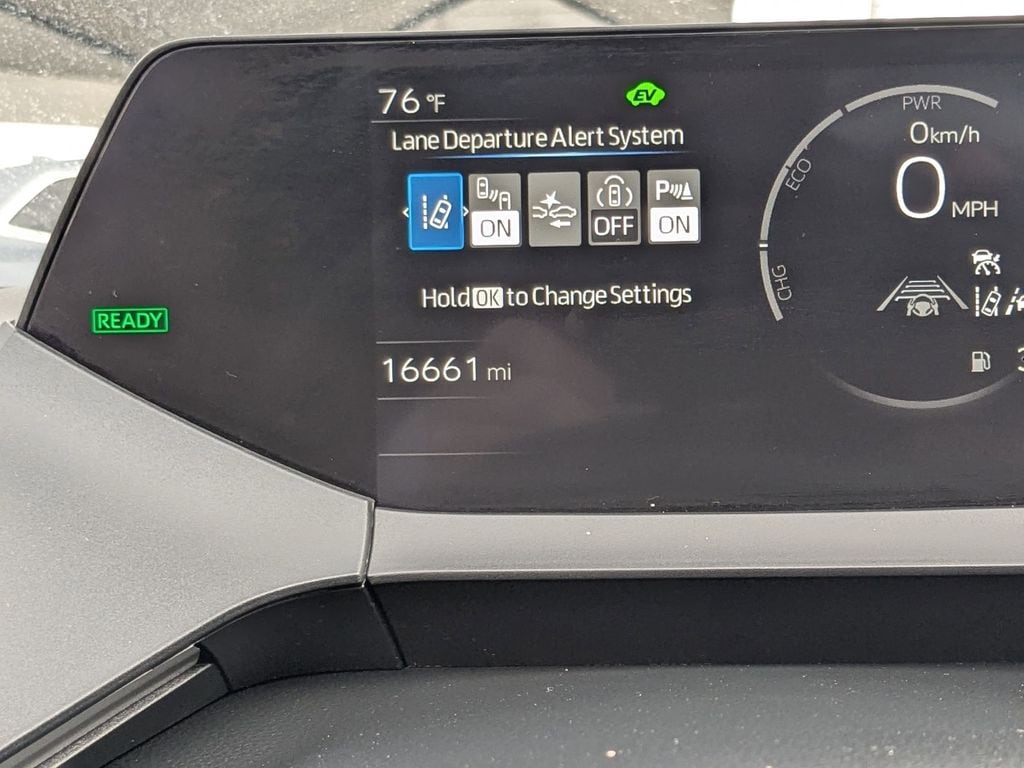 76 °F
EV
Lane Departure Alert System
ON
OFF
P
ON
Hold OK to Change Settings
READY
16661 mi
PWR
ECO
CHG
0 km/h
0 MPH